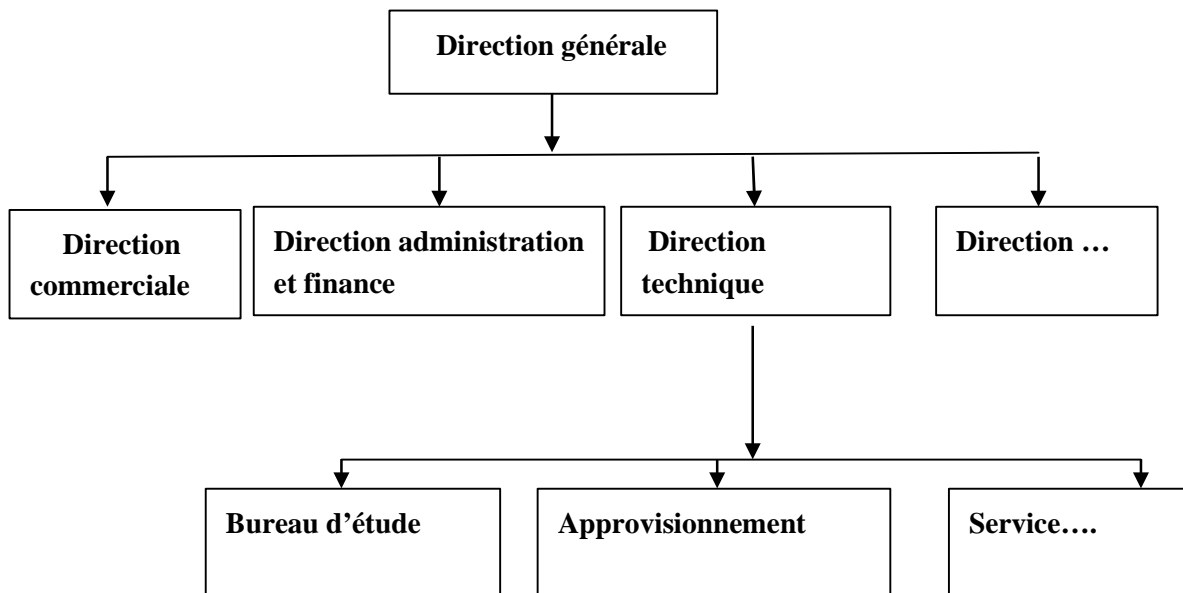 Direction générale
Direction
commerciale
Direction administration
et finance
Direction
technique
Direction …
Bureau d’étude
Approvisionnement
Service….